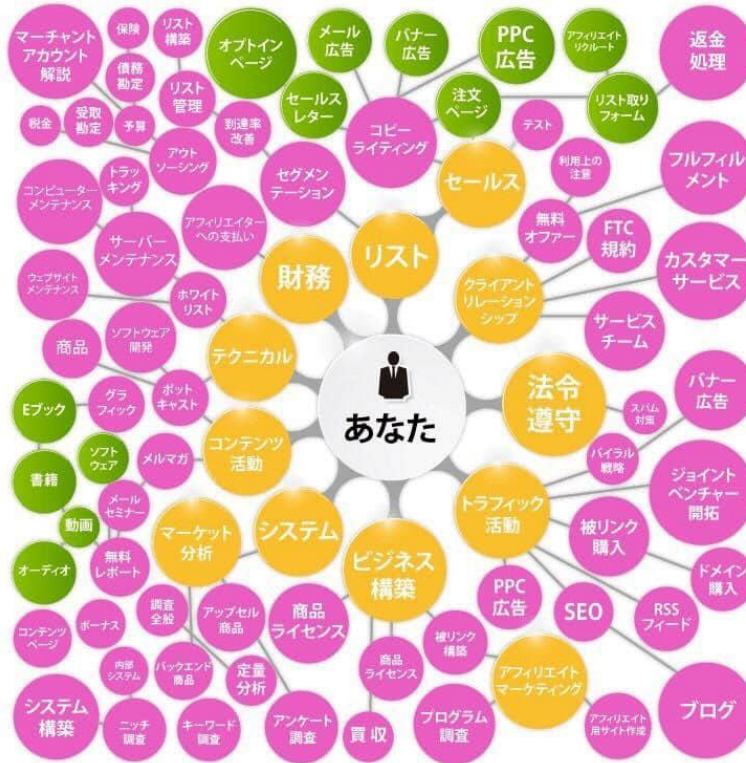 マーチャント
アカウント
解説
保険
リスト
構築
オプトイン
ページ
メール
広告
バナー
広告
PPC
広告
アフィリエイト
リクルート
返金
処理
債務
勘定
リスト
管理
セールス
レター
注文
ページ
リスト取り
フォーム
税金
受取
勘定
予算
到達率
改善
コピー
ライティング
テスト
アウト
ソーシング
セグメン
テーション
セールス
利用上の
注意
フルフィル
メント
コンピューター
メンテナンス
トラッ
キング
アフィリエイター
への支払い
無料
オファー
FTC
規約
サーバー
メンテナンス
財務
リスト
クライアント
リレーション
シップ
カスタマー
サービス
ウェブサイト
メンテナンス
ホワイト
リスト
サービス
チーム
商品
ソフトウェア
開発
テクニカル
あなた
法令
遵守
バナー
広告
Eブック
グラ
フィック
ポット
キャスト
スパム
対策
書籍
ソフト
ウェア
メルマガ
コンテンツ
活動
バイラル
戦略
ジョイント
ベンチャー
開拓
動画
メール
セミナー
マーケット
分析
システム
ビジネス
構築
トラフィック
活動
被リンク
購入
オーディオ
無料
レポート
ドメイン
購入
コンテンツ
ページ
ボーナス
調査
全般
アップセル
商品
商品
ライセンス
PPC
広告
SEO
RSS
フィード
内部
システム
バックエンド
商品
定量
分析
商品
ライセンス
被リンク
構築
アフィリエイト
マーケティング
システム
構築
ニッチ
調査
キーワード
調査
アンケート
調査
買収
プログラム
調査
アフィリエイト
用サイト作成
ブログ